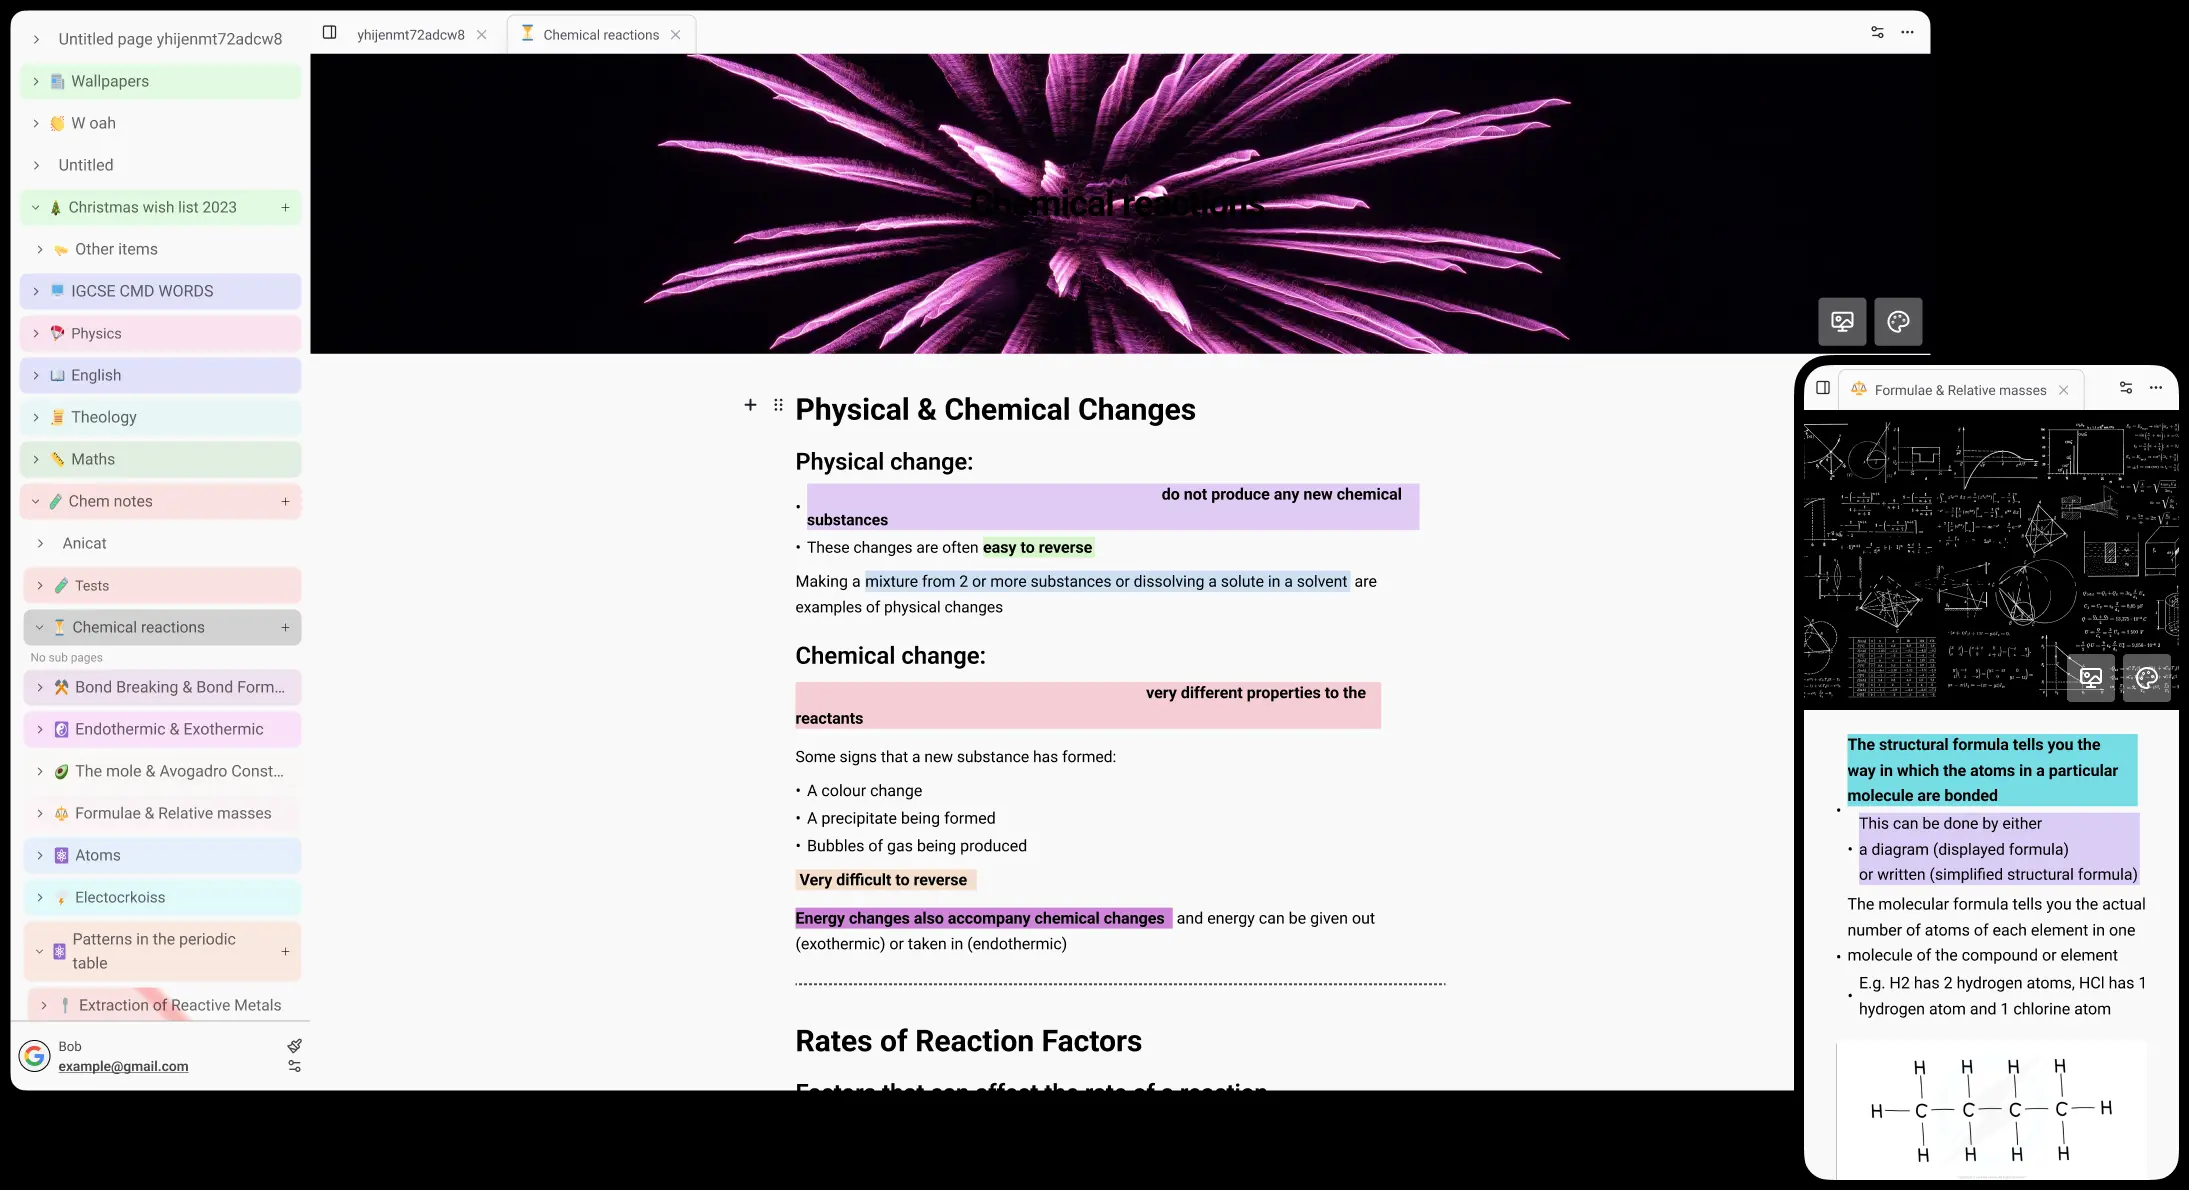 Untitled page yhijenmt72adcw8
Wallpapers
W oah
Untitled
Christmas wish list 2023
Other items
IGCSE CMD WORDS
Physics
English
Theology
Maths
Chem notes
Anicat
Tests
Chemical reactions
No sub pages
Bond Breaking & Bond Form...
Endothermic & Exothermic
The mole & Avogadro Const...
Formulae & Relative masses
Atoms
Electocrkoiss
Patterns in the periodic
table
Extraction of Reactive Metals
Bob
example@gmail.com
yhijenmt72adcw8
Chemical reactions
Chemical reactions
Physical & Chemical Changes
Physical change:
• do not produce any new chemical
substances
• These changes are often easy to reverse
Making a mixture from 2 or more substances or dissolving a solute in a solvent are
examples of physical changes
Chemical change:
very different properties to the
reactants
Some signs that a new substance has formed:
• A colour change
• A precipitate being formed
• Bubbles of gas being produced
Very difficult to reverse
Energy changes also accompany chemical changes and energy can be given out
(exothermic) or taken in (endothermic)
Rates of Reaction Factors
Factors that can affect the rate of a reaction
Formulae & Relative masses
The structural formula tells you the
way in which the atoms in a particular
molecule are bonded
This can be done by either
• a diagram (displayed formula)
or written (simplified structural formula)
The molecular formula tells you the actual
number of atoms of each element in one
• molecule of the compound or element
E.g. H2 has 2 hydrogen atoms, HCl has 1
hydrogen atom and 1 chlorine atom
H H H H
H C C C C H
H H H H